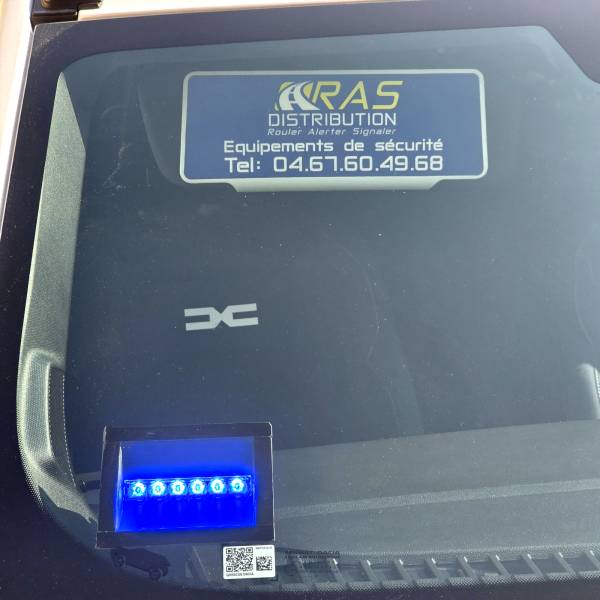 RAS
DISTRIBUTION
Rouler Alerter Signaler
Equipements de sécurité
Tel: 04.67.60.49.68